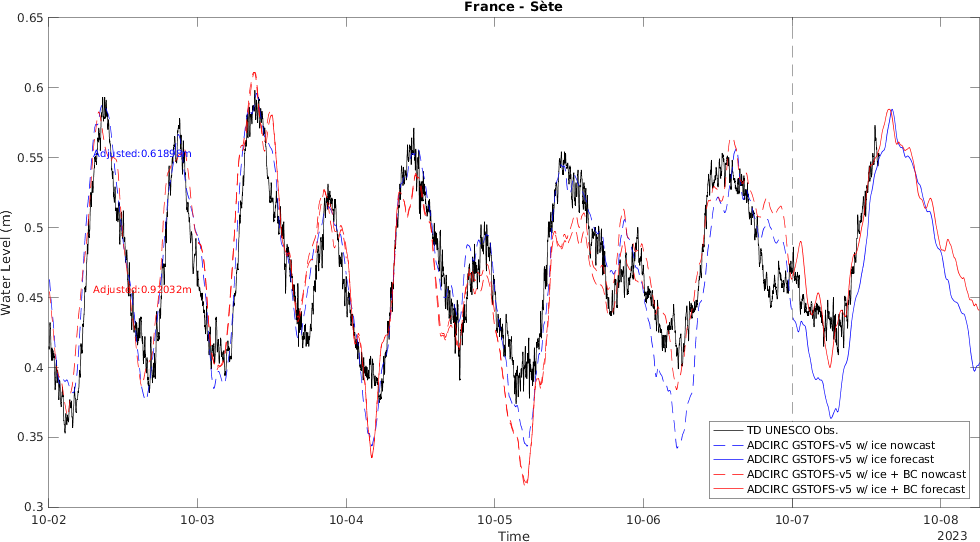 France - Sète
0.65
0.6
0.55
0.5
0.45
0.4
0.35
0.3
Water Level (m)
Adjusted:0.61898m
Adjusted:0.92032m
TD UNESCO Obs.
ADCIRC GSTOFS-v5 w/ ice nowcast
ADCIRC GSTOFS-v5 w/ ice forecast
ADCIRC GSTOFS-v5 w/ ice + BC nowcast
ADCIRC GSTOFS-v5 w/ ice + BC forecast
10-02 10-03 10-04 10-05 10-06 10-07 10-08
Time
2023